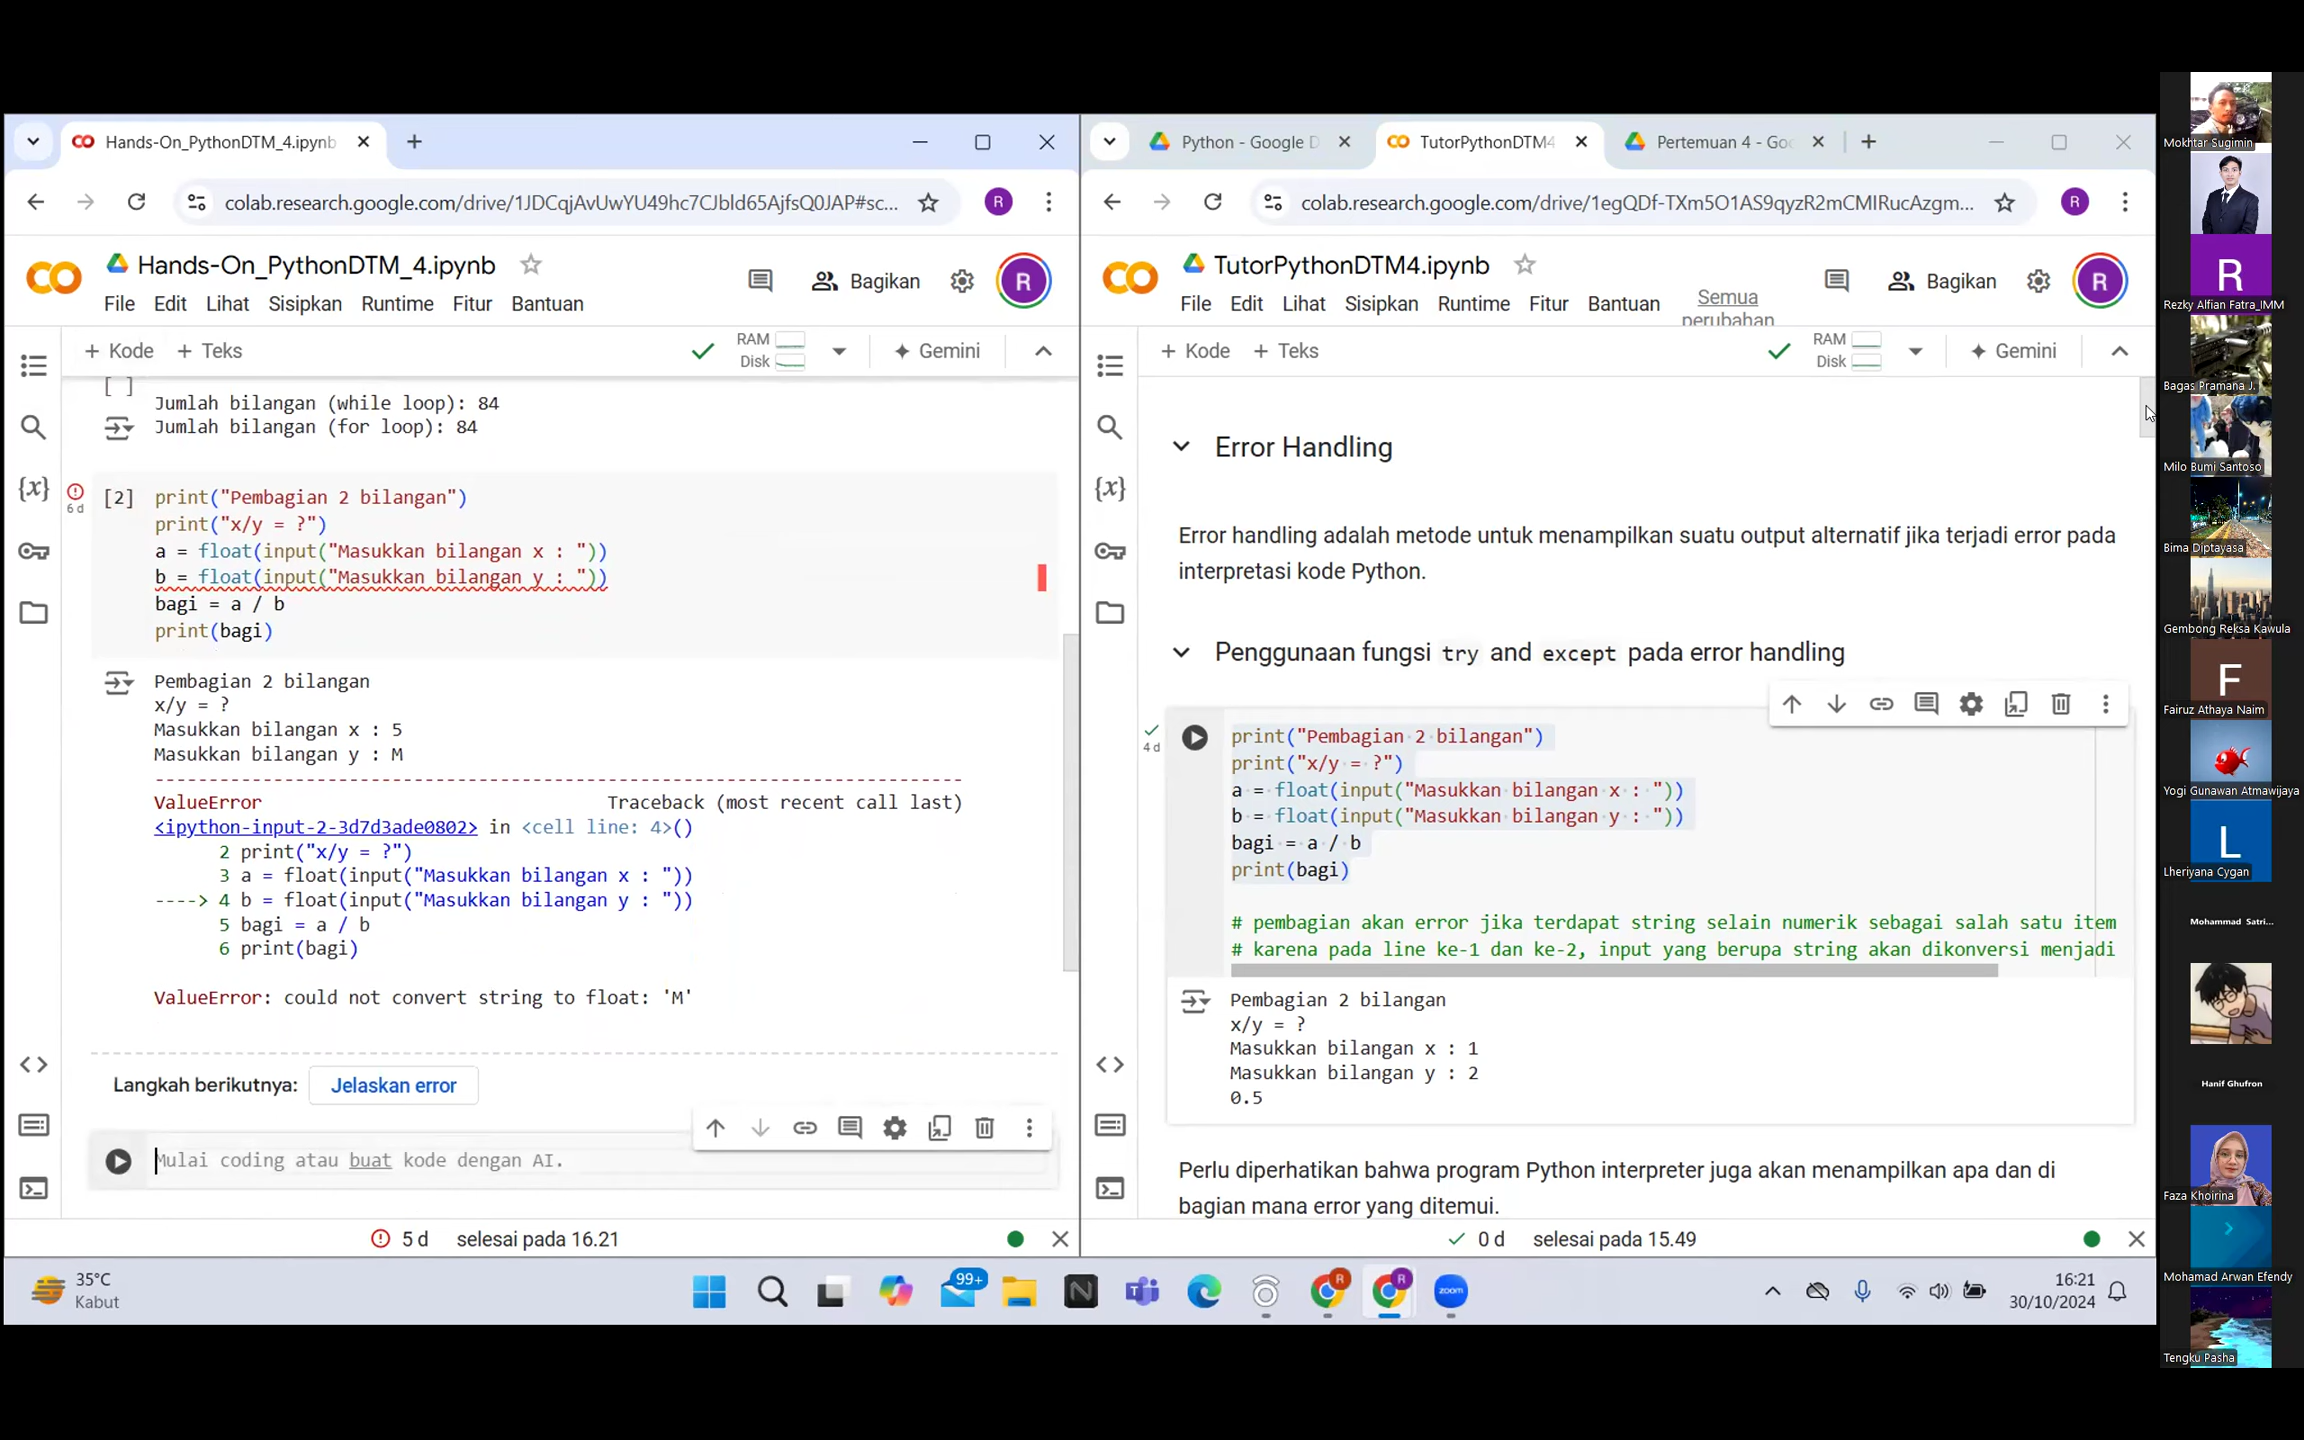 Hands-On_PythonDTM_4.ipynb
colab.research.google.com/drive/1JDCqjAvUwYU49hc7CJbld65AjfsQ0JAP#sc...
R
Hands-On_PythonDTM_4.ipynb
Bagikan
R
File Edit Lihat Sisipkan Runtime Fitur Bantuan
+ Kode + Teks
RAM
Disk
Gemini
[ ]
Jumlah bilangan (while loop): 84
Jumlah bilangan (for loop): 84
6 d
[2]
print("Pembagian 2 bilangan")
print("x/y = ?")
a = float(input("Masukkan bilangan x : "))
b = float(input("Masukkan bilangan y : "))
bagi = a / b
print(bagi)
Pembagian 2 bilangan
x/y = ?
Masukkan bilangan x : 5
Masukkan bilangan y : M
---------------------------------------------------------------------------
ValueError Traceback (most recent call last)
<ipython-input-2-3d7d3ade0802> in <cell line: 4>()
2 print("x/y = ?")
3 a = float(input("Masukkan bilangan x : "))
----> 4 b = float(input("Masukkan bilangan y : "))
5 bagi = a / b
6 print(bagi)
ValueError: could not convert string to float: 'M'
Langkah berikutnya: Jelaskan error
Mulai coding atau buat kode dengan AI.
5 d selesai pada 16.21
Python - Google D
TutorPythonDTM4
Pertemuan 4 - Goo
colab.research.google.com/drive/1egQDf-TXm5O1AS9qyzR2mCMIRucAzgm...
R
TutorPythonDTM4.ipynb
Bagikan
R
File Edit Lihat Sisipkan Runtime Fitur Bantuan
Semua perubahan
+ Kode + Teks
RAM
Disk
Gemini
Error Handling
Error handling adalah metode untuk menampilkan suatu output alternatif jika terjadi error pada
interpretasi kode Python.
Penggunaan fungsi try and except pada error handling
4 d
print("Pembagian 2 bilangan")
print("x/y = ?")
a = float(input("Masukkan bilangan x : "))
b = float(input("Masukkan bilangan y : "))
bagi = a / b
print(bagi)
# pembagian akan error jika terdapat string selain numerik sebagai salah satu item
# karena pada line ke-1 dan ke-2, input yang berupa string akan dikonversi menjadi
Pembagian 2 bilangan
x/y = ?
Masukkan bilangan x : 1
Masukkan bilangan y : 2
0.5
Perlu diperhatikan bahwa program Python interpreter juga akan menampilkan apa dan di
bagian mana error yang ditemui.
0 d selesai pada 15.49
35°C
Kabut
99+
zoom
16:21
30/10/2024
Mokhtar Sugimin
R
Rezky Alfian Fatra_IMM
Bagas Pramana J.
Milo Bumi Santoso
Bima Diptayasa
Gembong Reksa Kawula
F
Fairuz Athaya Naim
Yogi Gunawan Atmawijaya
L
Lheriyana Cygan
Mohammad Satri...
Hanif Ghufron
Faza Khoirina
Mohamad Arwan Efendy
Tengku Pasha